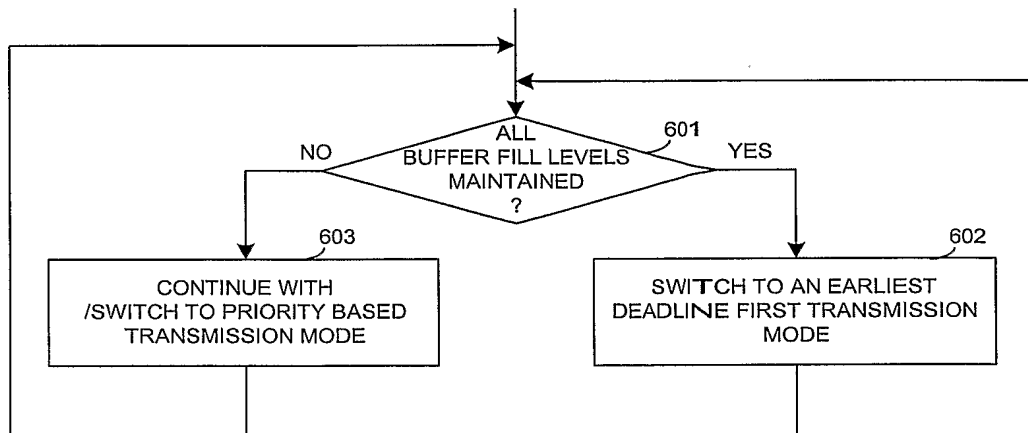 ALL
BUFFER FILL LEVELS
MAINTAINED
?
601
NO
YES
603
CONTINUE WITH
/SWITCH TO PRIORITY BASED
TRANSMISSION MODE
602
SWITCH TO AN EARLIEST
DEADLINE FIRST TRANSMISSION
MODE